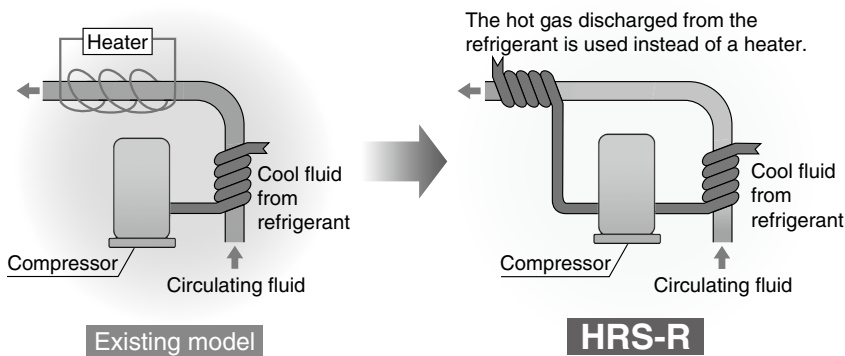 Heater
Cool fluid
from
refrigerant
Compressor
Circulating fluid
Existing model
The hot gas discharged from the
refrigerant is used instead of a heater.
Cool fluid
from
refrigerant
Compressor
Circulating fluid
HRS-R